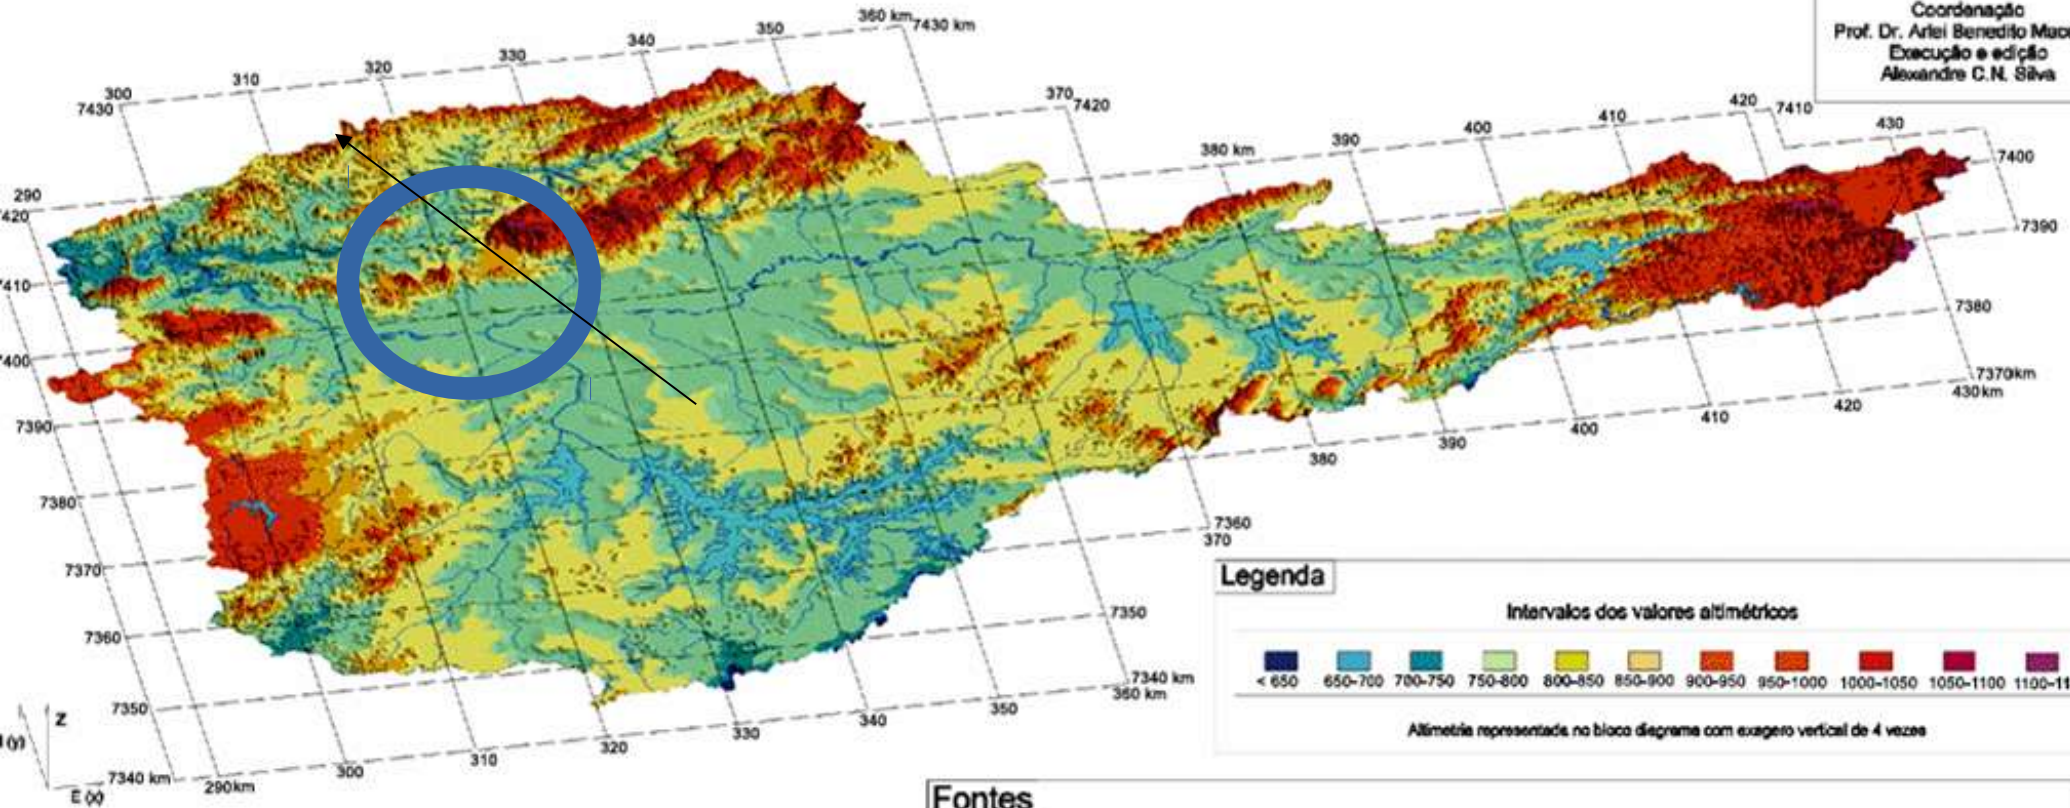 Coordenação
Prof. Dr. Arlei Benedito
Execução e edição
Alexandre C.N. Silva
360 km
7430 km
350
340
330
320
310
300
7430
370
7420
420
7410
430
410
400
390
380 km
7400
290
7390
7410
7380
7400
7370km
430km
420
410
400
390
380
7390
7380
7360
370
7370
Legenda
Intervalos dos valores altimétricos
< 650 650-700 700-750 750-800 800-850 850-900 900-950 950-1000 1000-1050 1050-1100
Altimetria representada no bloco diagrama com exagero vertical de 4 vezes
7360
7350
7340 km
360 km
350
340
330
320
310
300
290km
7350
7340 km
Z
(y)
E (x)
Fontes